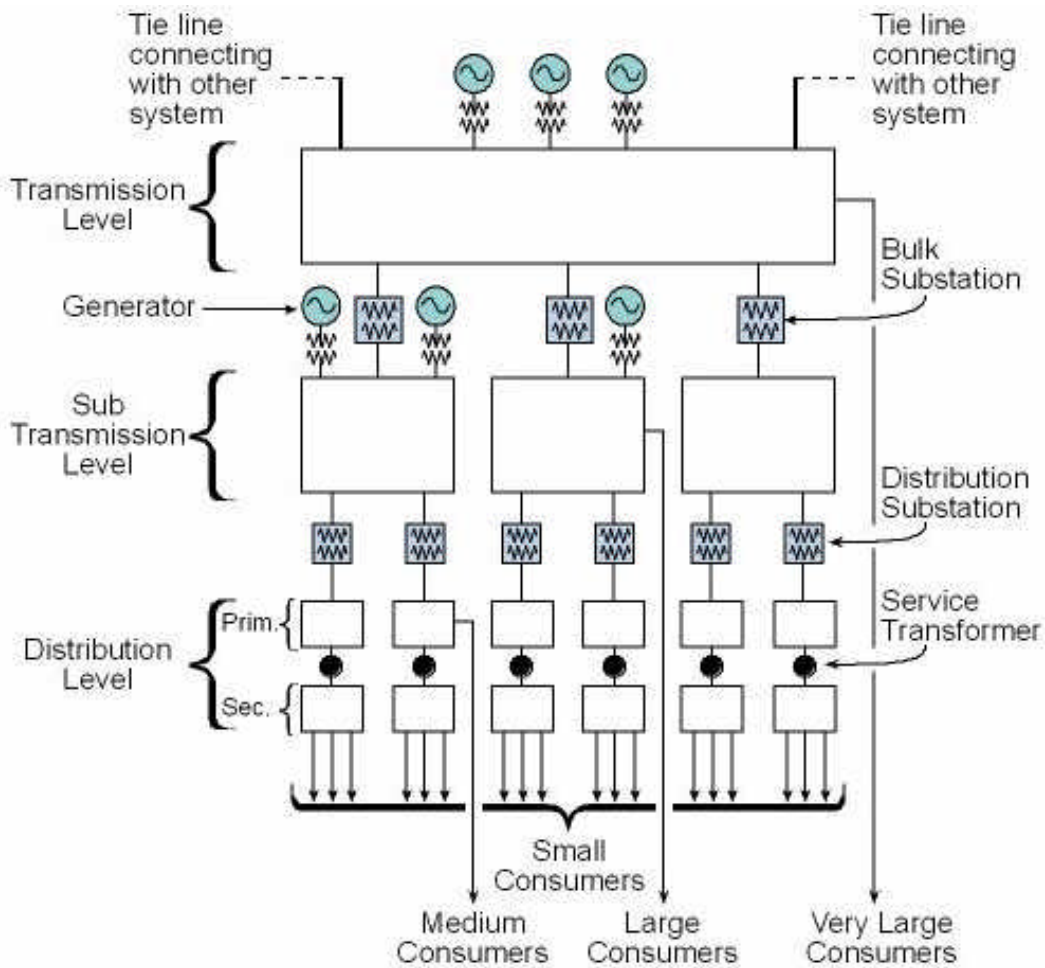 Tie line
connecting
with other
system
Tie line
connecting
with other
system
Transmission
Level
Bulk
Substation
Generator
Sub
Transmission
Level
Distribution
Substation
Service
Transformer
Prim.
Distribution
Level
Sec.
Small
Consumers
Medium
Consumers
Large
Consumers
Very Large
Consumers